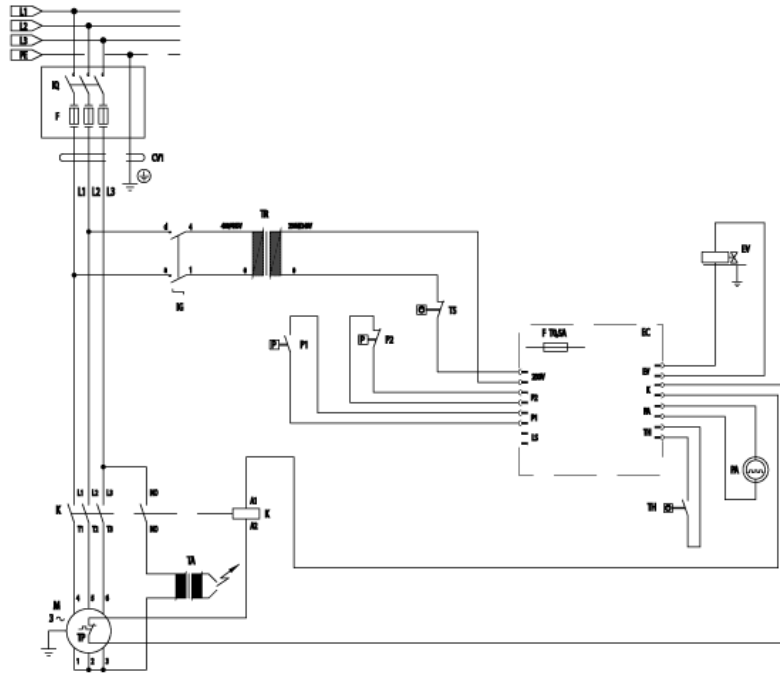 L1
L2
L3
PE
IQ
F
CV1
L1 L2 L3
TR
d 4
1
IG
TS
P P1
P P2
F T0,5A EC
230V
P2
P1
LS
EV
K
PA
TH
EV
PA
TH
L1 L2 L3 NO
K
T1 T2 T3 NO
A1
K
A2
TA
4 5 6
M
3 ~
TP
1 2 3